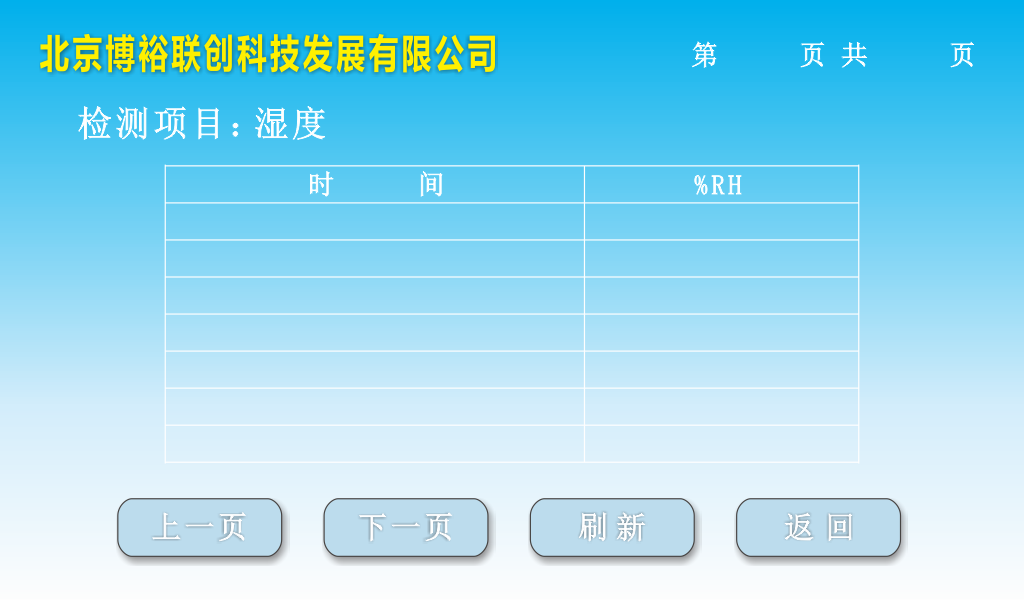 北京博裕联创科技发展有限公司 第 页 共 页
检测项目：湿度
时 间 %RH
上一页 下一页 刷新 返回